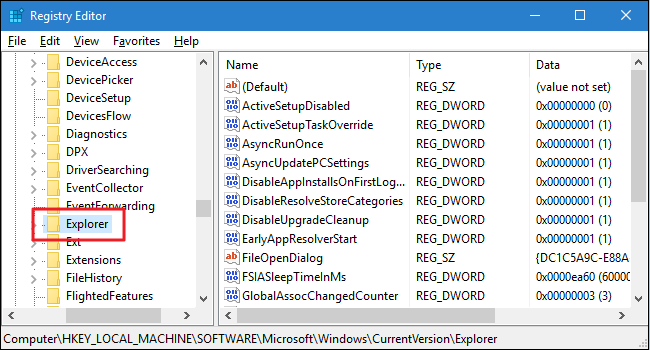 Registry Editor
File Edit View Favorites Help
DeviceAccess
DevicePicker
DeviceSetup
DevicesFlow
Diagnostics
DPX
DriverSearching
EventCollector
EventForwarding
Explorer
Ext
Extensions
FileHistory
FlightedFeatures
Name Type Data
ab (Default) REG_SZ (value not set)
ActiveSetupDisabled REG_DWORD 0x00000000 (0)
ActiveSetupTaskOverride REG_DWORD 0x00000001 (1)
AsyncRunOnce REG_DWORD 0x00000001 (1)
AsyncUpdatePCSettings REG_DWORD 0x00000001 (1)
DisableAppInstallsOnFirstLog... REG_DWORD 0x00000001 (1)
DisableResolveStoreCategories REG_DWORD 0x00000001 (1)
DisableUpgradeCleanup REG_DWORD 0x00000001 (1)
EarlyAppResolverStart REG_DWORD 0x00000001 (1)
ab FileOpenDialog REG_SZ {DC1C5A9C-E88A
FSIASleepTimeInMs REG_DWORD 0x0000ea60 (60000
GlobalAssocChangedCounter REG_DWORD 0x00000003 (3)
Computer\HKEY_LOCAL_MACHINE\SOFTWARE\Microsoft\Windows\CurrentVersion\Explorer